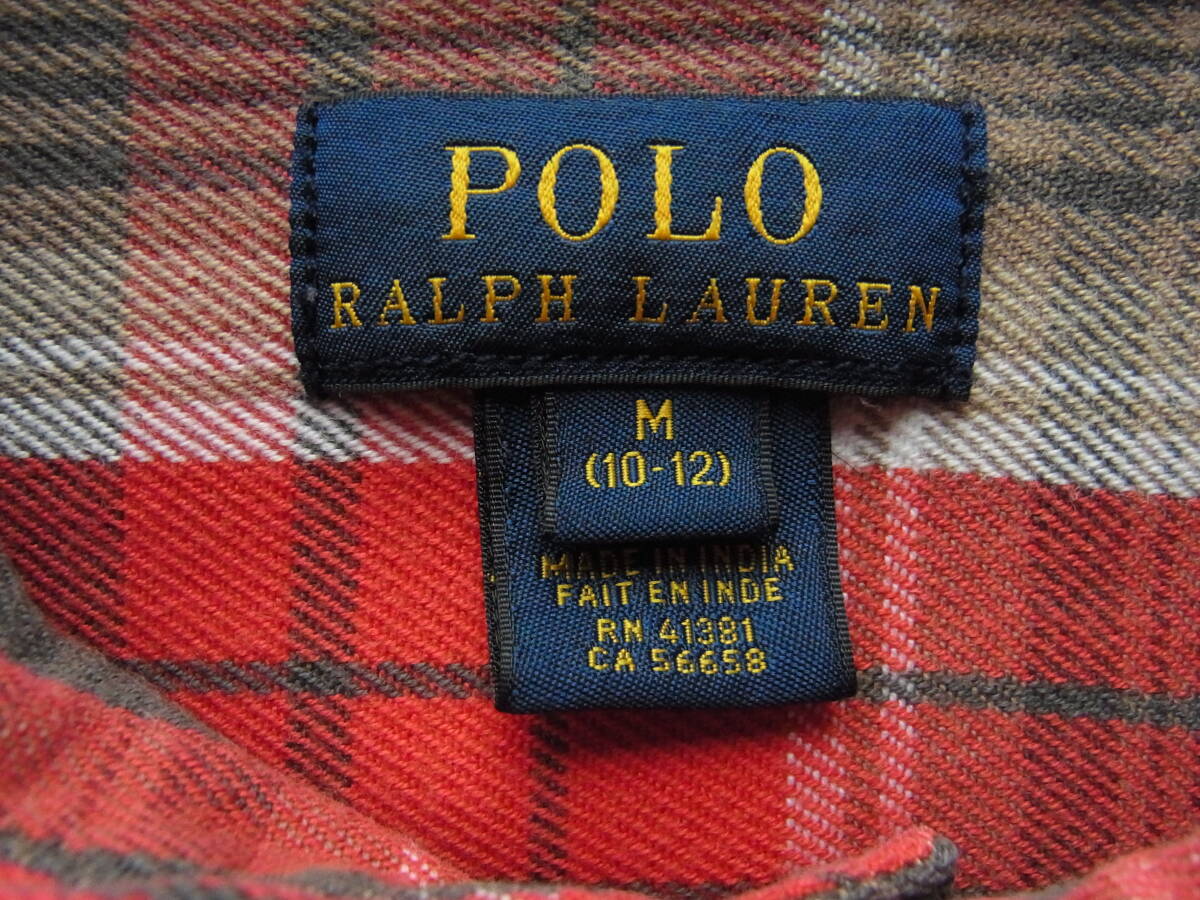 POLO
RALPH LAUREN
M
(10-12)
MADE IN INDIA
FAIT EN INDE
RN 41381
CA 56658